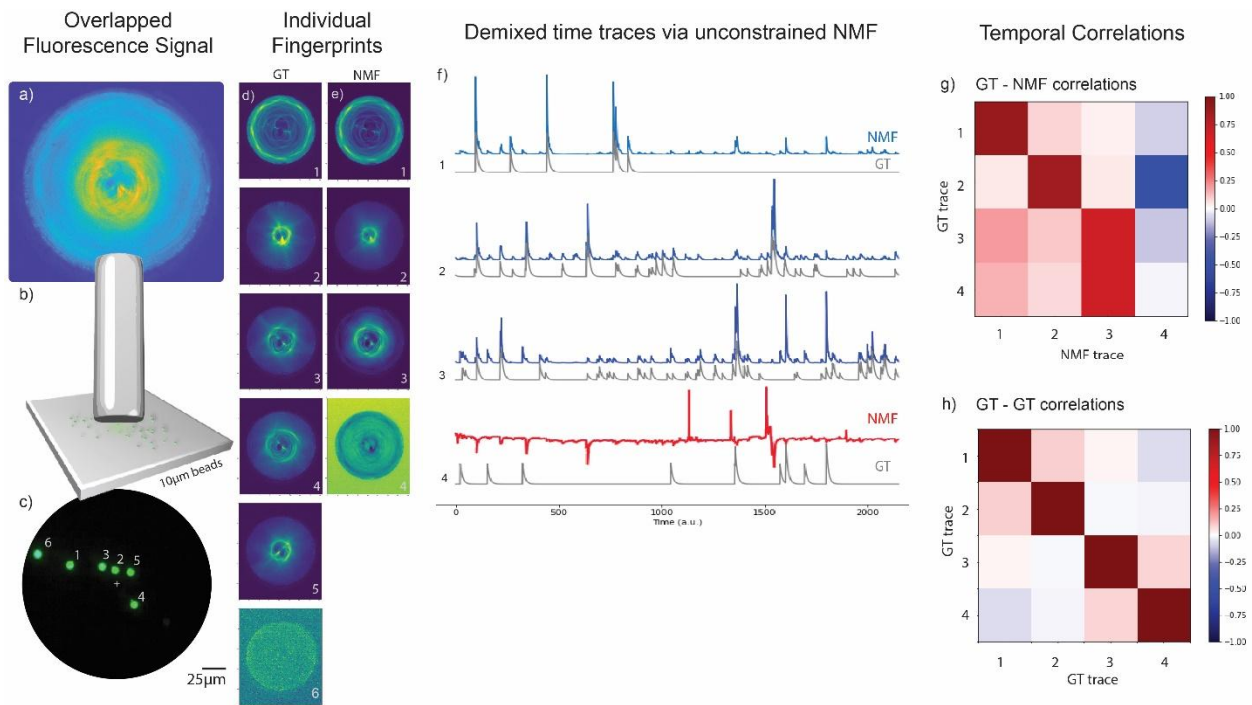 Overlapped
Fluorescence Signal
Individual
Fingerprints
Demixed time traces via unconstrained NMF
Temporal Correlations
a)
b)
10µm beads
c)
6
1
3
2
5
4
+
25µm
GT
NMF
d)
e)
1
1
2
2
3
3
4
4
5
6
f)
NMF
1
GT
2
3
NMF
4
GT
0
500
1000
1500
2000
Time (a.u.)
g) GT - NMF correlations
1
2
3
4
GT trace
1 2 3 4
NMF trace
1.00
0.75
0.50
0.25
0.00
−0.25
−0.50
−0.75
−1.00
h) GT - GT correlations
1
2
3
4
GT trace
1 2 3 4
GT trace
1.00
0.75
0.50
0.25
0.00
−0.25
−0.50
−0.75
−1.00